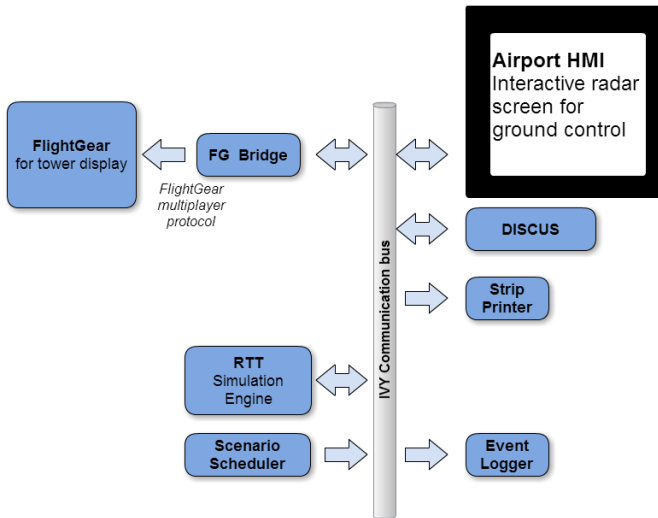 Airport HMI
Interactive radar
screen for
ground control
FlightGear
for tower display
FG Bridge
FlightGear
multiplayer
protocol
DISCUS
Strip
Printer
IVY Communication bus
RTT
Simulation
Engine
Scenario
Scheduler
Event
Logger